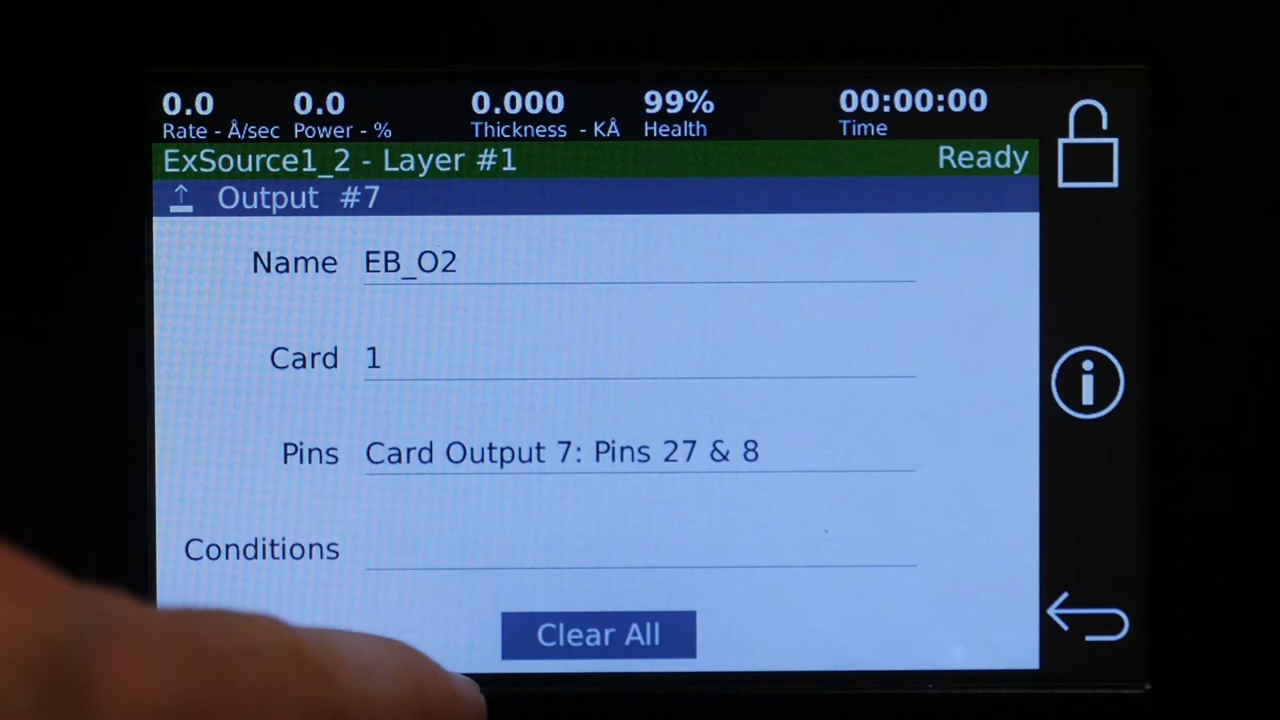 0.0 0.0 0.000 99% 00:00:00
Rate - Å/sec Power - % Thickness - KÅ Health Time
ExSource1_2 - Layer #1 Ready
Output #7
Name EB_O2
Card 1
Pins Card Output 7: Pins 27 & 8
Conditions
Clear All